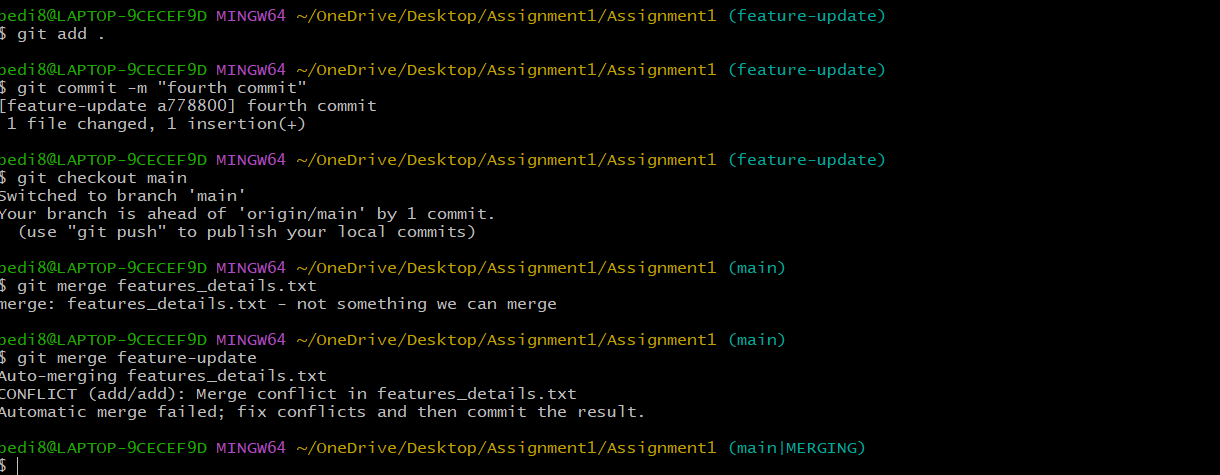 bedi8@LAPTOP-9CECEF9D MINGW64 ~/OneDrive/Desktop/Assignment1/Assignment1 (feature-update)
$ git add .
bedi8@LAPTOP-9CECEF9D MINGW64 ~/OneDrive/Desktop/Assignment1/Assignment1 (feature-update)
$ git commit -m "fourth commit"
[feature-update a778800] fourth commit
1 file changed, 1 insertion(+)
bedi8@LAPTOP-9CECEF9D MINGW64 ~/OneDrive/Desktop/Assignment1/Assignment1 (feature-update)
$ git checkout main
Switched to branch 'main'
Your branch is ahead of 'origin/main' by 1 commit.
(use "git push" to publish your local commits)
bedi8@LAPTOP-9CECEF9D MINGW64 ~/OneDrive/Desktop/Assignment1/Assignment1 (main)
$ git merge features_details.txt
merge: features_details.txt - not something we can merge
bedi8@LAPTOP-9CECEF9D MINGW64 ~/OneDrive/Desktop/Assignment1/Assignment1 (main)
$ git merge feature-update
Auto-merging features_details.txt
CONFLICT (add/add): Merge conflict in features_details.txt
Automatic merge failed; fix conflicts and then commit the result.
bedi8@LAPTOP-9CECEF9D MINGW64 ~/OneDrive/Desktop/Assignment1/Assignment1 (main|MERGING)
$